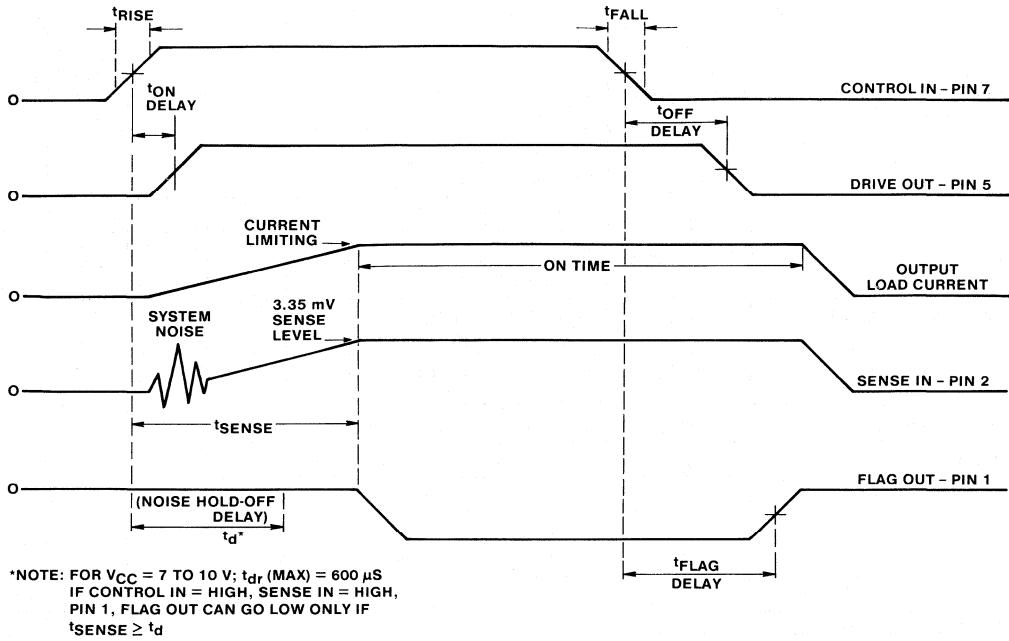 tRISE
tFALL
tON
DELAY
CONTROL IN – PIN 7
tOFF
DELAY
O
DRIVE OUT – PIN 5
O
CURRENT
LIMITING
ON TIME
OUTPUT
LOAD CURRENT
O
SYSTEM
NOISE
3.35 mV
SENSE
LEVEL
SENSE IN – PIN 2
O
tSENSE
FLAG OUT – PIN 1
O
(NOISE HOLD-OFF
DELAY)
td*
tFLAG
DELAY
*NOTE: FOR VCC = 7 TO 10 V; tdr (MAX) = 600 µS
IF CONTROL IN = HIGH, SENSE IN = HIGH,
PIN 1, FLAG OUT CAN GO LOW ONLY IF
tSENSE ≥ td